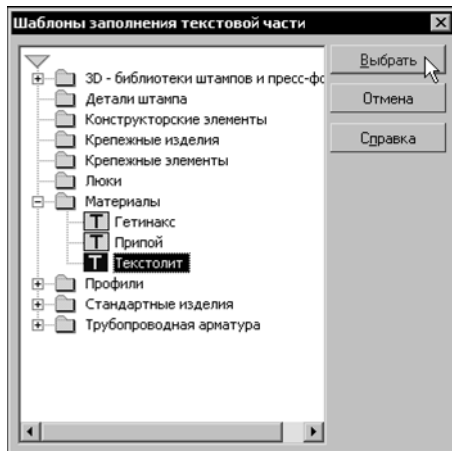 Шаблоны заполнения текстовой части
3D - библиотеки штампов и пресс-фо
Детали штампа
Конструкторские элементы
Крепежные изделия
Крепежные элементы
Люки
Материалы
Гетинакс
Припой
Текстолит
Профили
Стандартные изделия
Трубопроводная арматура
Выбрать
Отмена
Справка